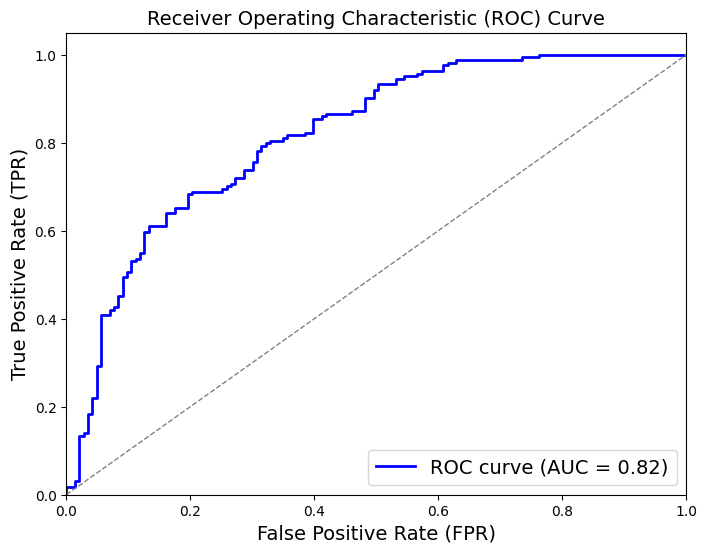 Receiver Operating Characteristic (ROC) Curve
True Positive Rate (TPR)
1.0
0.8
0.6
0.4
0.2
0.0
ROC curve (AUC = 0.82)
0.0 0.2 0.4 0.6 0.8 1.0
False Positive Rate (FPR)